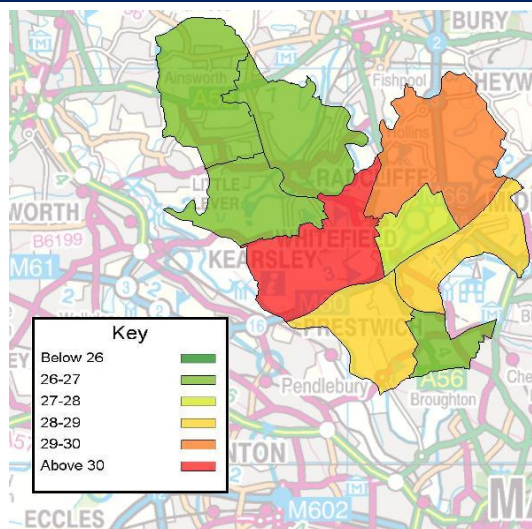 BURY
Ainsworth
Fishpool
HEYW
Hollins
RADCLIFFE
LITTLE
LEVER
WORTH
B6199
WHITEFIELD
KEARSLEY
M61
M60
PRESTWICH
Pendlebury
A56
Broughton
Key
Below 26
26-27
27-28
28-29
29-30
Above 30
NTON
M602
ECCLES
M